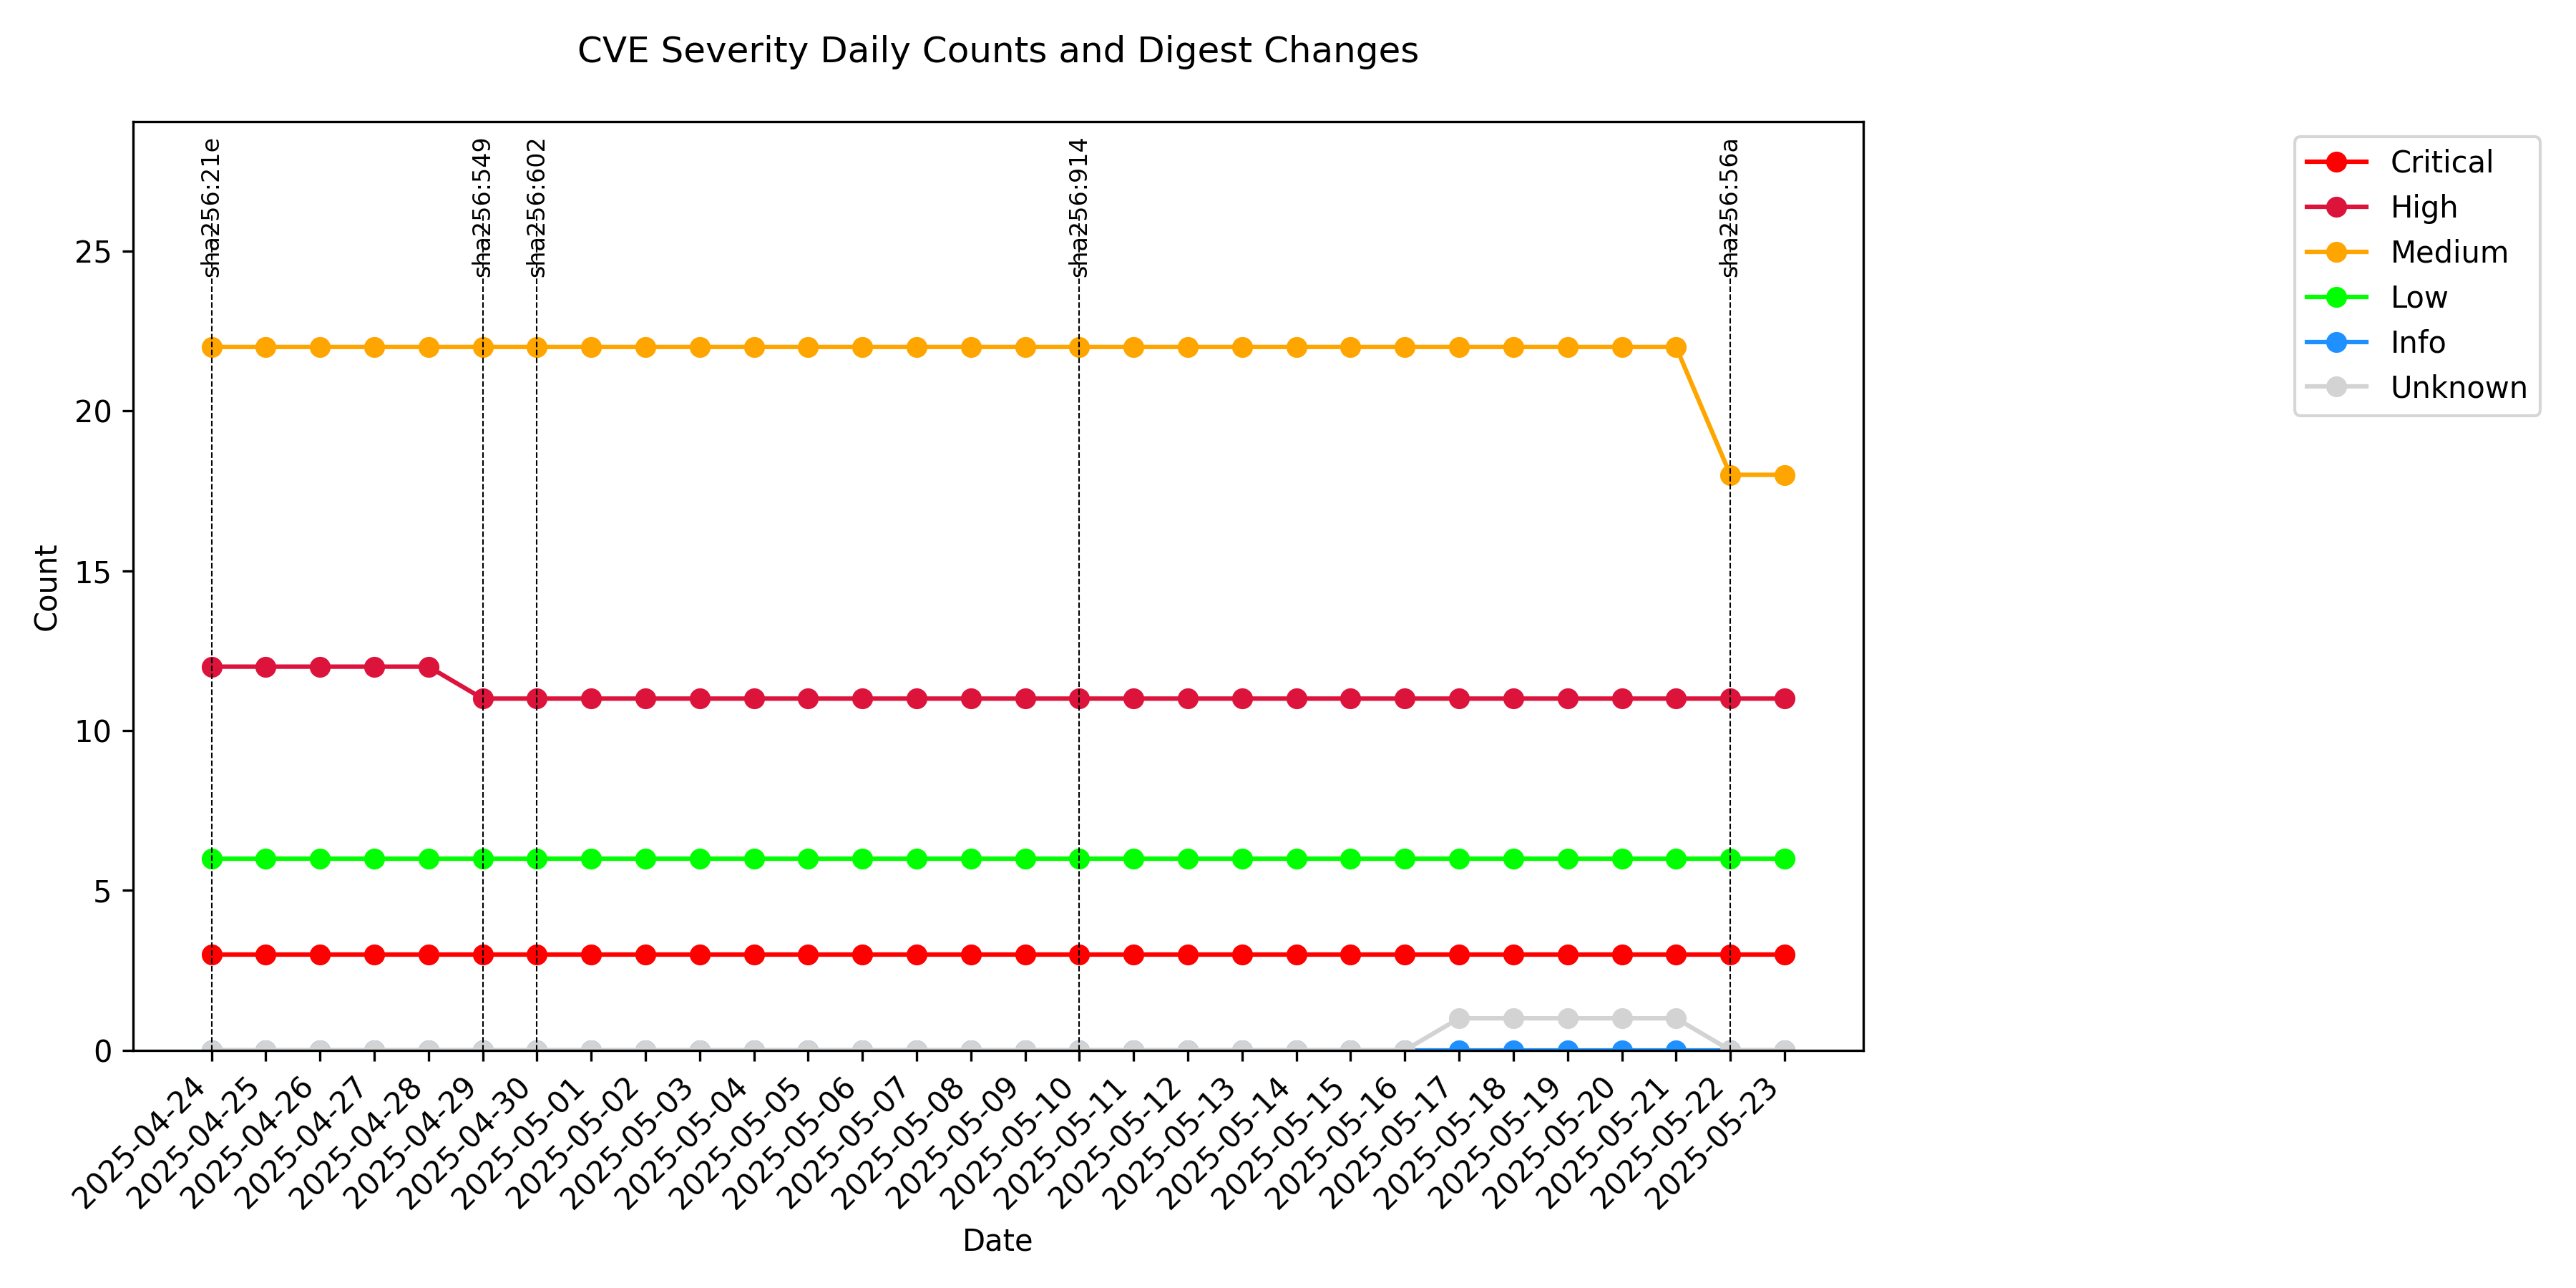 CVE Severity Daily Counts and Digest Changes
sha256:21e
sha256:549
sha256:602
sha256:914
sha256:56a
Critical
High
Medium
Low
Info
Unknown
25
20
15
10
5
0
Count
2025-04-24
2025-04-25
2025-04-26
2025-04-27
2025-04-28
2025-04-29
2025-04-30
2025-05-01
2025-05-02
2025-05-03
2025-05-04
2025-05-05
2025-05-06
2025-05-07
2025-05-08
2025-05-09
2025-05-10
2025-05-11
2025-05-12
2025-05-13
2025-05-14
2025-05-15
2025-05-16
2025-05-17
2025-05-18
2025-05-19
2025-05-20
2025-05-21
2025-05-22
2025-05-23
Date